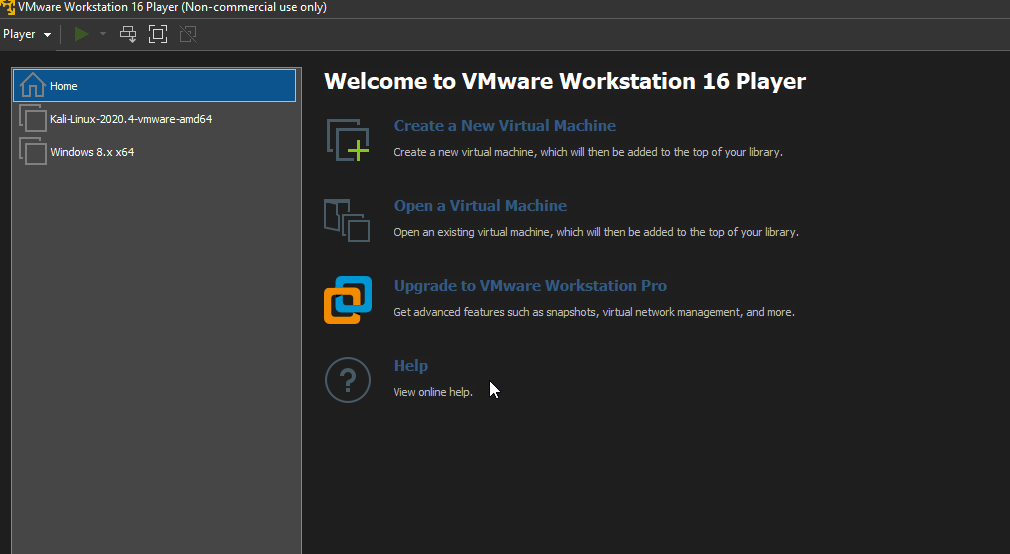 VMware Workstation 16 Player (Non-commercial use only)
Player
Home
Kali-Linux-2020.4-vmware-amd64
Windows 8.x x64
Welcome to VMware Workstation 16 Player
Create a New Virtual Machine
Create a new virtual machine, which will then be added to the top of your library.
Open a Virtual Machine
Open an existing virtual machine, which will then be added to the top of your library.
Upgrade to VMware Workstation Pro
Get advanced features such as snapshots, virtual network management, and more.
?
Help
View online help.